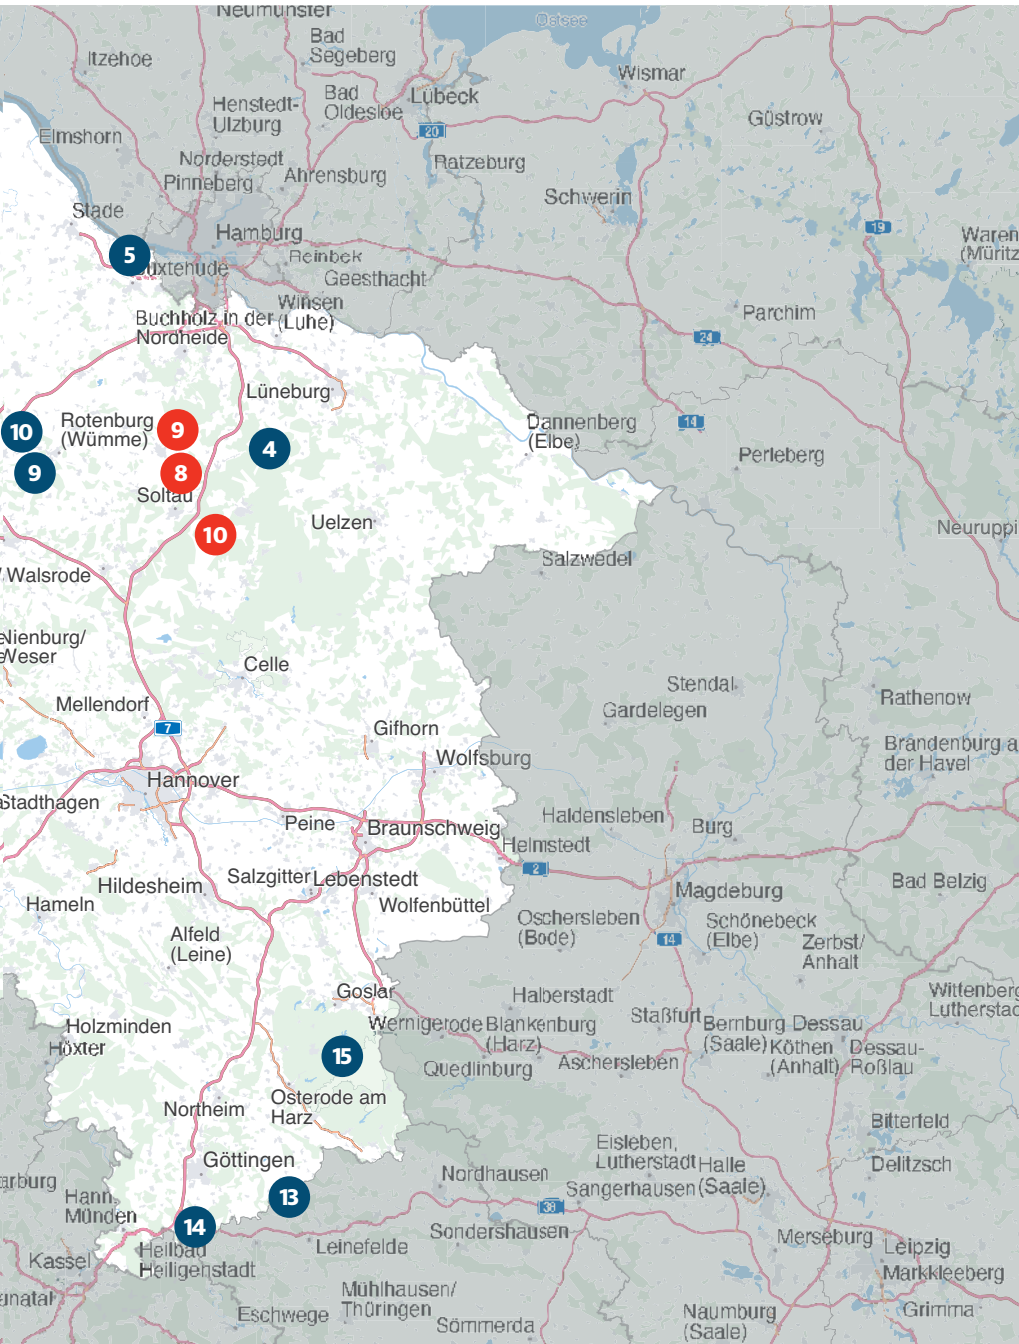 Neumünster
Ostsee
Bad
Segeberg
Itzehoe
Wismar
Bad
Oldesloe
Lübeck
Henstedt-
Ulzburg
Güstrow
20
Elmshorn
Norderstedt
Ratzeburg
Pinneberg
Ahrensburg
Schwerin
Stade
19
Hamburg
Waren
(Müritz
5
Reinbek
Buxtehude
Geesthacht
Winsen
(Luhe)
Parchim
Buchholz in der
Nordheide
24
Lüneburg
Rotenburg
(Wümme)
10
9
Dannenberg
(Elbe)
14
4
Perleberg
9
8
Soltau
Uelzen
10
Neuruppi
Salzwedel
Walsrode
Nienburg/
Weser
Celle
Stendal
Mellendorf
Gardelegen
Rathenow
7
Gifhorn
Brandenburg a
der Havel
Wolfsburg
Hannover
Stadthagen
Haldensleben
Peine
Braunschweig
Burg
Helmstedt
2
Hildesheim
Salzgitter
Lebenstedt
Magdeburg
Bad Belzig
Hameln
Wolfenbüttel
Oschersleben
(Bode)
Schönebeck
(Elbe)
Alfeld
(Leine)
14
Zerbst/
Anhalt
Goslar
Halberstadt
Wittenberg
Lutherstad
Holzminden
Wernigerode
Blankenburg
(Harz)
Staßfurt
Bernburg
(Saale)
Dessau
Höxter
15
Köthen
(Anhalt)
Dessau-
Roßlau
Quedlinburg
Aschersleben
Northeim
Osterode am
Harz
Bitterfeld
Göttingen
Eisleben,
Lutherstadt
Halle
(Saale)
Delitzsch
arburg
Hann.
Münden
13
Nordhausen
Sangerhausen
38
14
Sondershausen
Merseburg
Leipzig
Heilbad
Heiligenstadt
Leinefelde
Kassel
Markkleeberg
anatal
Eschwege
Mühlhausen/
Thüringen
Sömmerda
Naumburg
(Saale)
Grimma